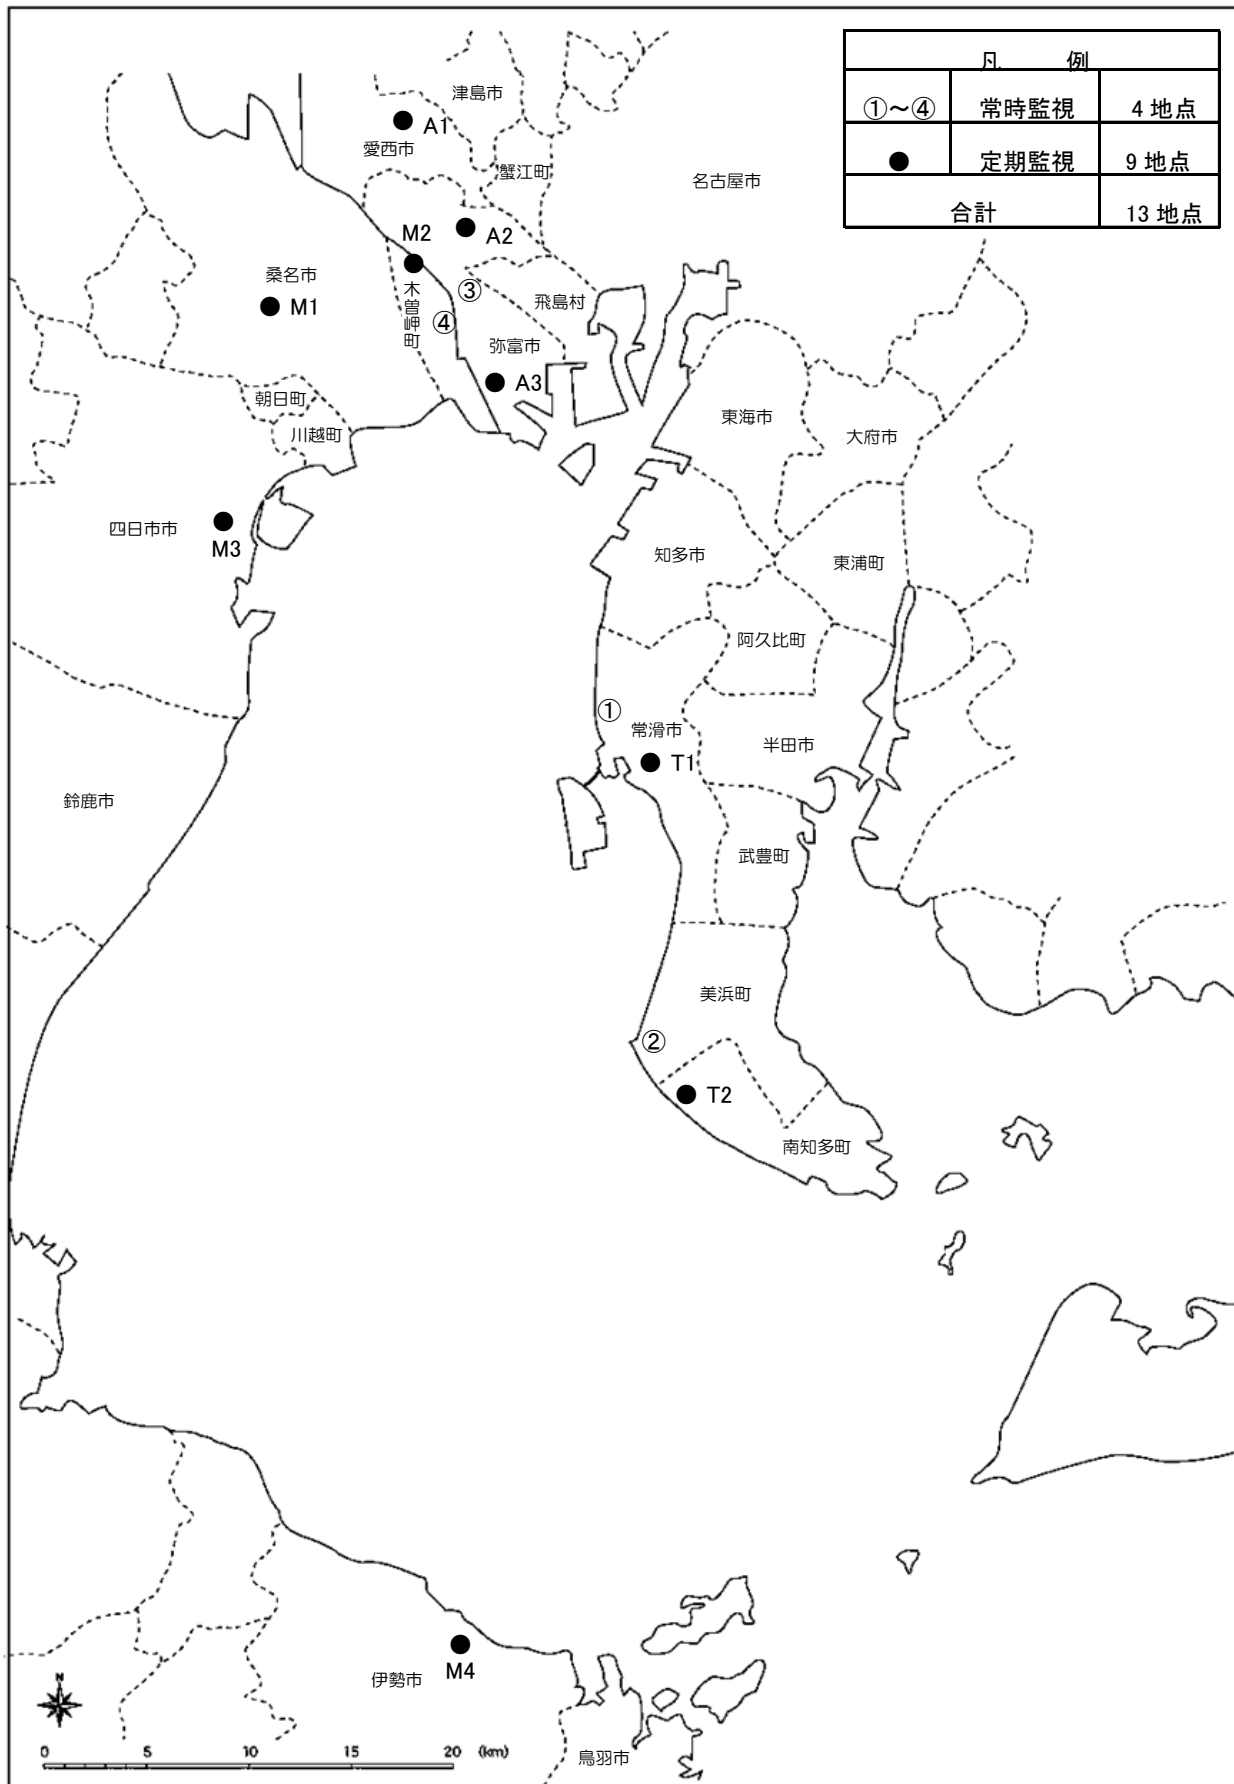 凡 例
①～④ 常時監視 4 地点
● 定期監視 9 地点
合計 13 地点
津島市
A1
愛西市
蟹江町
名古屋市
M2
A2
桑名市
M1
木曽岬町
③
飛島村
④
弥富市
A3
朝日町
川越町
東海市
大府市
四日市市
M3
知多市
東浦町
阿久比町
①
常滑市
半田市
T1
鈴鹿市
武豊町
美浜町
②
T2
南知多町
伊勢市
M4
鳥羽市
N
0 5 10 15 20 (km)